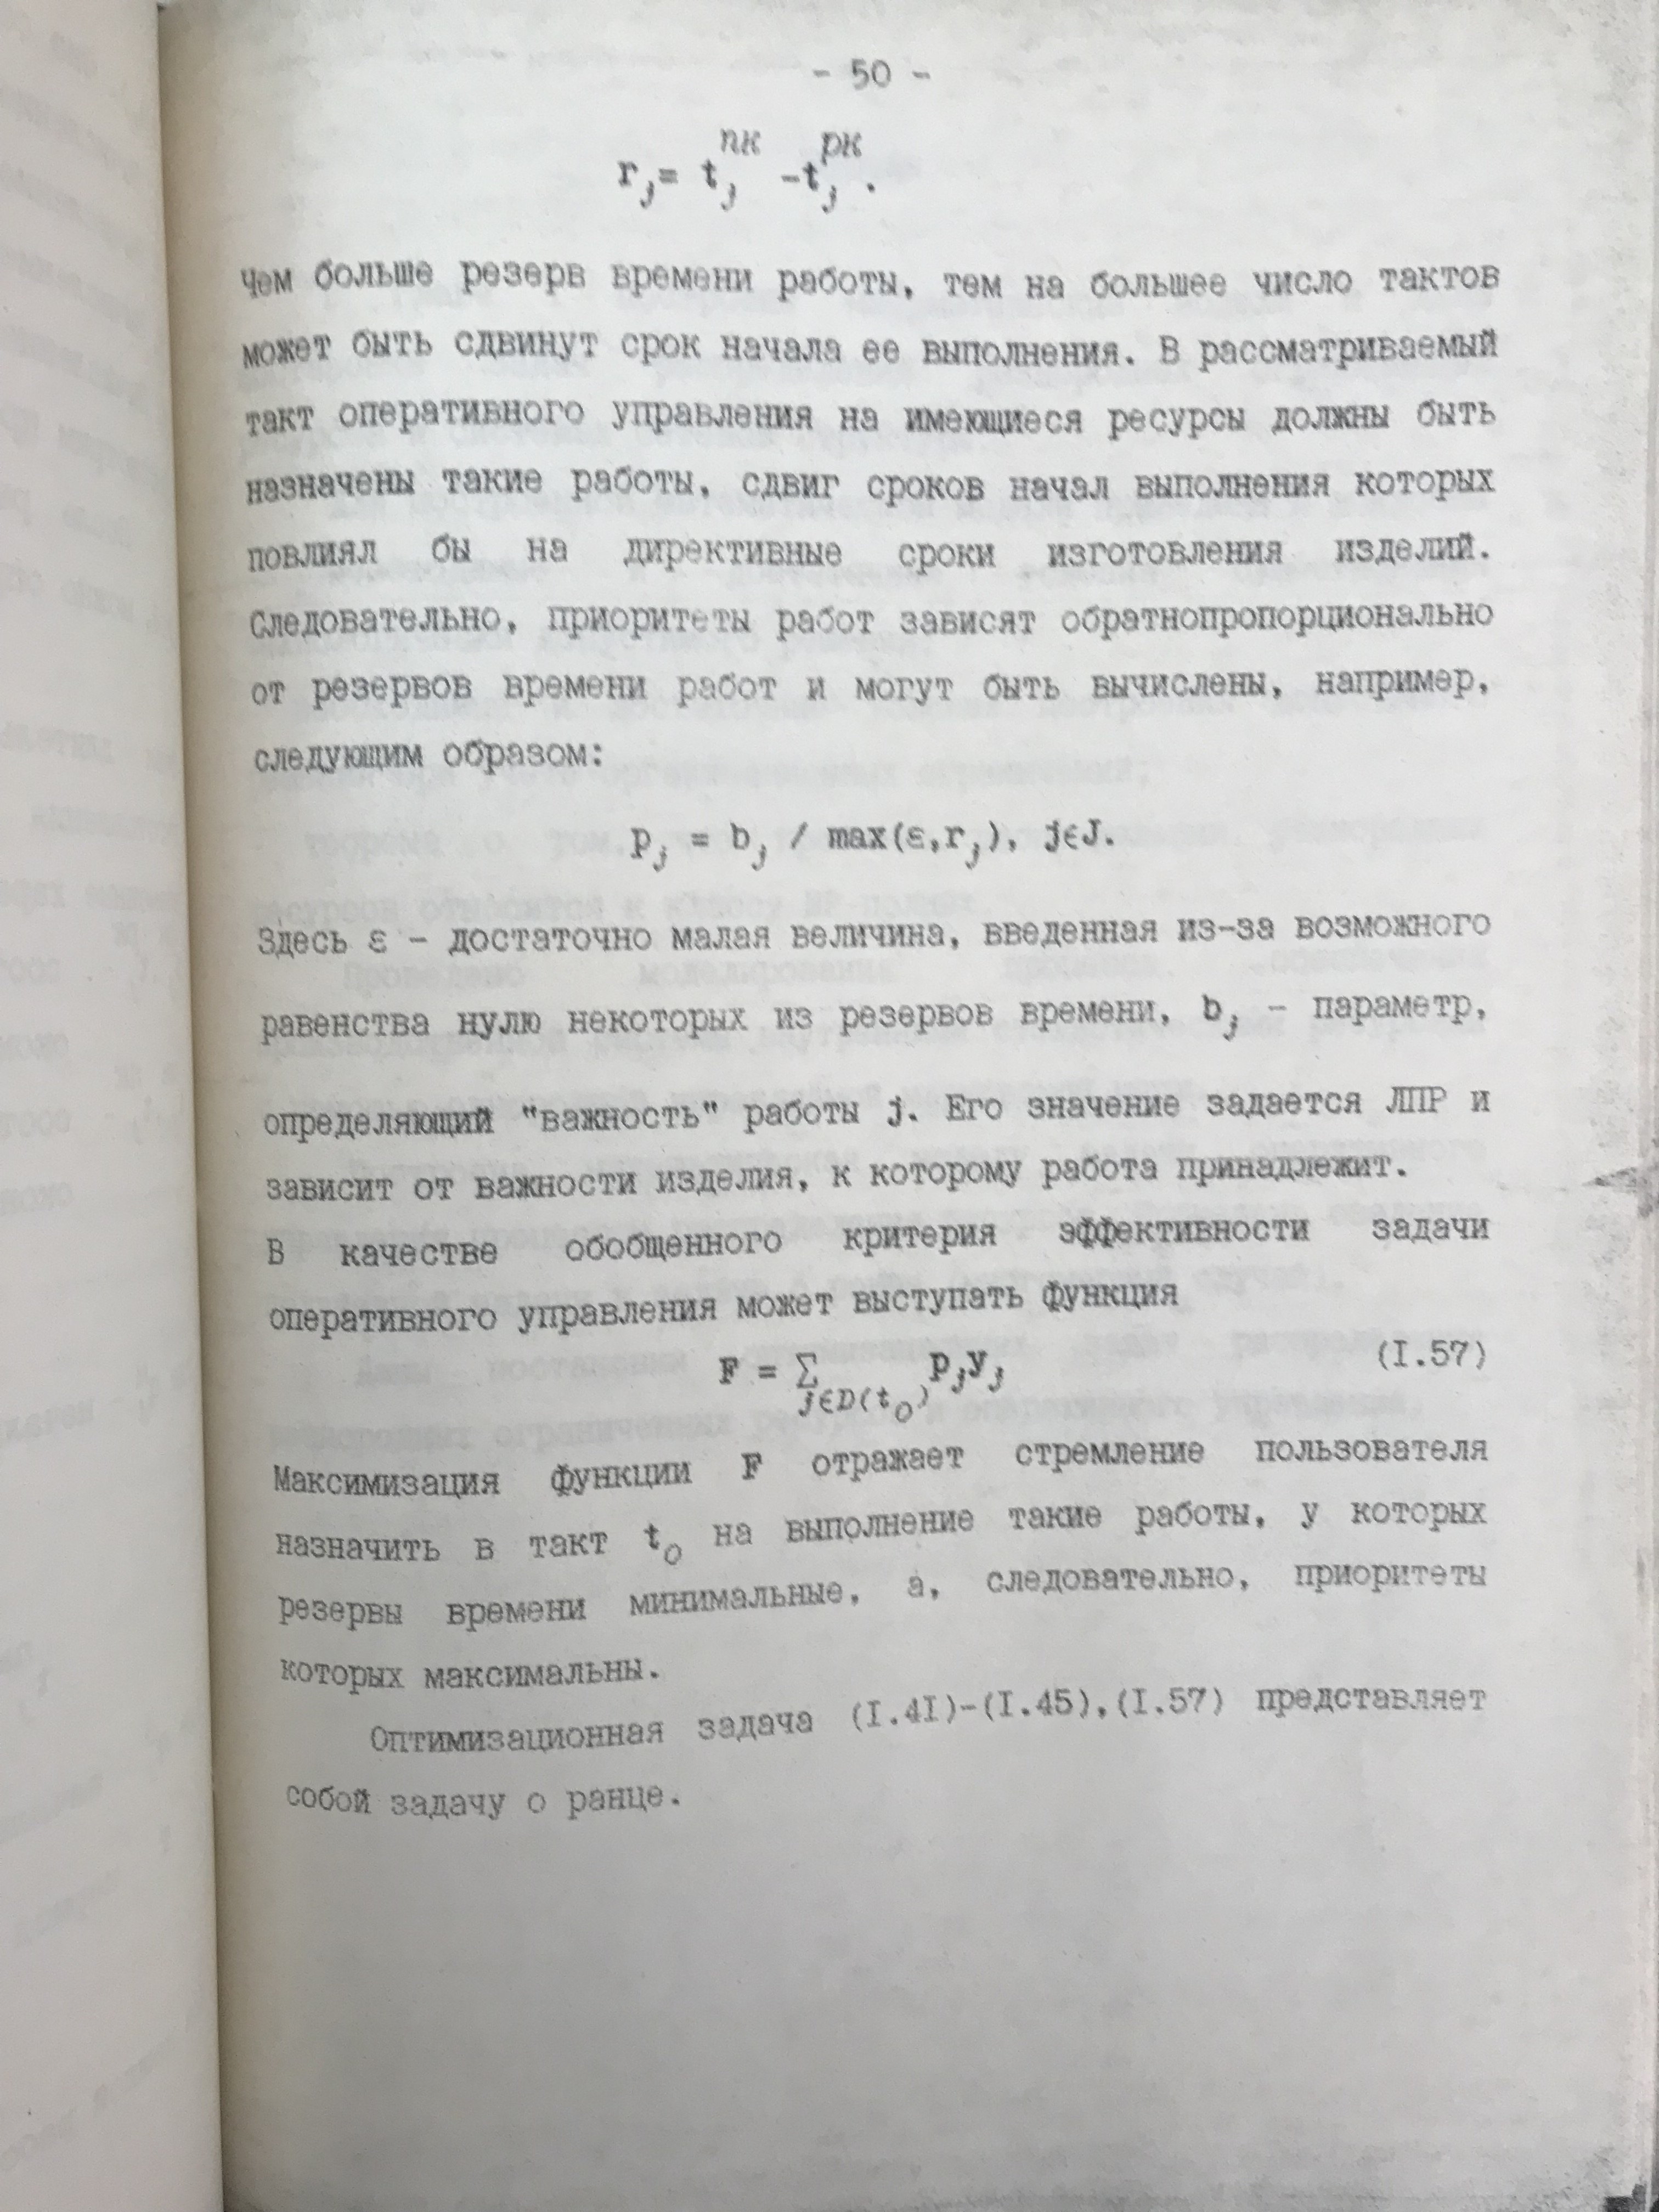 - 50 -
r_j = t_j^{пк} - t_j^{рк}.
Чем больше резерв времени работы, тем на большее число тактов
может быть сдвинут срок начала ее выполнения. В рассматриваемый
такт оперативного управления на имеющиеся ресурсы должны быть
назначены такие работы, сдвиг сроков начал выполнения которых
повлиял бы на директивные сроки изготовления изделий.
Следовательно, приоритеты работ зависят обратнопропорционально
от резервов времени работ и могут быть вычислены, например,
следующим образом:
p_j = b_j / max(ε,r_j), j∈J.
Здесь ε - достаточно малая величина, введенная из-за возможного
равенства нулю некоторых из резервов времени, b_j - параметр,
определяющий "важность" работы j. Его значение задается ЛПР и
зависит от важности изделия, к которому работа принадлежит.
В качестве обобщенного критерия эффективности задачи
оперативного управления может выступать функция
F = ∑_{j∈D(t_0)} p_j y_j (I.57)
Максимизация функции F отражает стремление пользователя
назначить в такт t_0 на выполнение такие работы, у которых
резервы времени минимальные, а, следовательно, приоритеты
которых максимальны.
Оптимизационная задача (I.4I)-(I.45),(I.57) представляет
собой задачу о ранце.